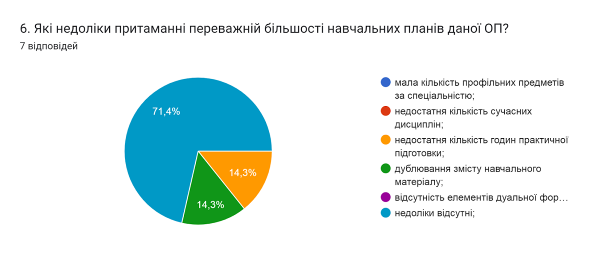 6. Які недоліки притаманні переважній більшості навчальних планів даної ОП?
7 відповідей
71,4%
14,3%
14,3%
мала кількість профільних предметів
за спеціальністю;
недостатня кількість сучасних
дисциплін;
недостатня кількість годин практичної
підготовки;
дублювання змісту навчального
матеріалу;
відсутність елементів дуальної фор…
недоліки відсутні;